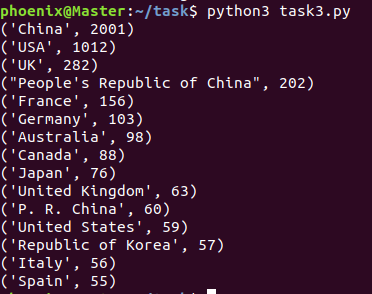 phoenix@Master:~/task$ python3 task3.py
('China', 2001)
('USA', 1012)
('UK', 282)
("People's Republic of China", 202)
('France', 156)
('Germany', 103)
('Australia', 98)
('Canada', 88)
('Japan', 76)
('United Kingdom', 63)
('P. R. China', 60)
('United States', 59)
('Republic of Korea', 57)
('Italy', 56)
('Spain', 55)